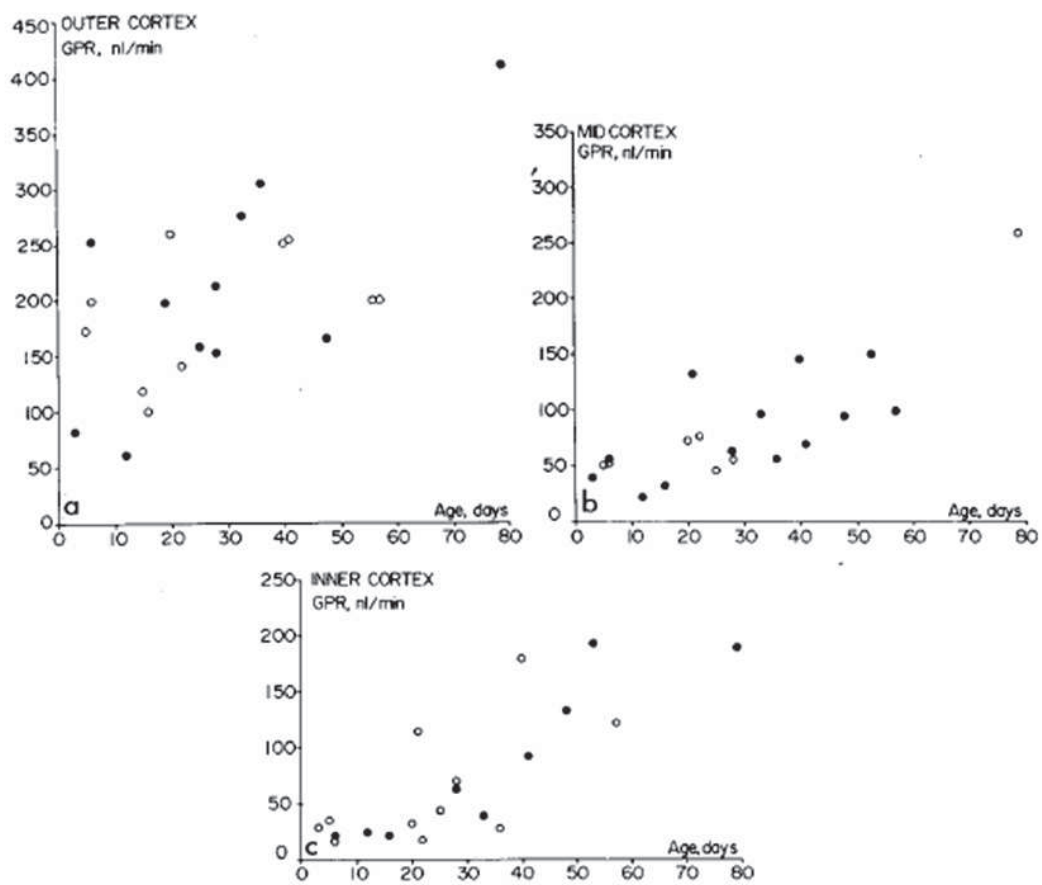 OUTER CORTEX
GPR, nl/min
450
400
350
300
250
200
150
100
50
0
a
Age, days
0 10 20 30 40 50 60 70 80
MID CORTEX
GPR, nl/min
350
300
250
200
150
100
50
0
b
Age, days
0 10 20 30 40 50 60 70 80
INNER CORTEX
GPR, nl/min
250
200
150
100
50
0
c
Age, days
0 10 20 30 40 50 60 70 80